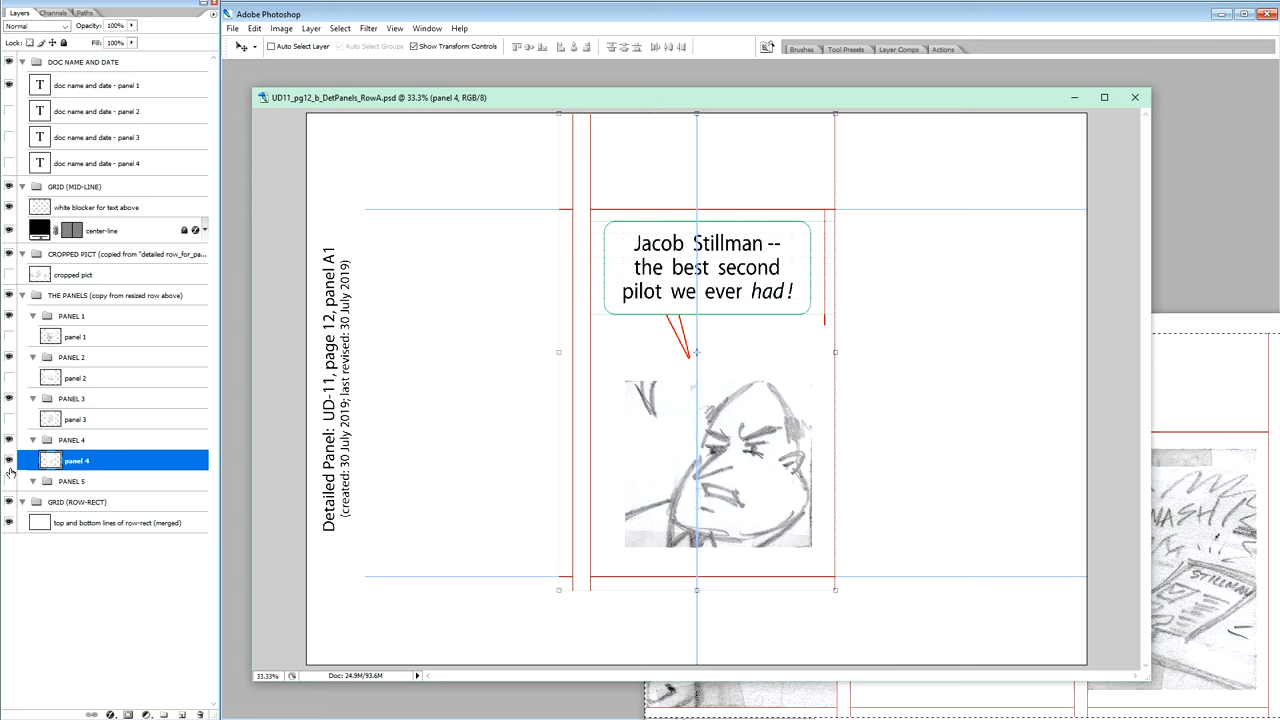 Layers
Channels
Paths
Normal
Opacity: 100%
Lock:
Fill: 100%
DOC NAME AND DATE
T doc name and date - panel 1
T doc name and date - panel 2
T doc name and date - panel 3
T doc name and date - panel 4
GRID (MID-LINE)
white blocker for text above
center-line
CROPPED PICT (copied from "detailed row_for_pa...
cropped pict
THE PANELS (copy from resized row above)
PANEL 1
panel 1
PANEL 2
panel 2
PANEL 3
panel 3
PANEL 4
panel 4
PANEL 5
GRID (ROW-RECT)
top and bottom lines of row-rect (merged)
Adobe Photoshop
File Edit Image Layer Select Filter View Window Help
Auto Select Layer Auto Select Groups Show Transform Controls
Brushes Tool Presets Layer Comps Actions
UD11_pg12_b_DetPanels_RowA.psd @ 33.3% (panel 4, RGB/8)
Detailed Panel: UD-11, page 12, panel A1
(created: 30 July 2019; last revised: 30 July 2019)
Jacob Stillman --
the best second
pilot we ever had!
33.33%
Doc: 24.9M/93.6M
STILLMAN